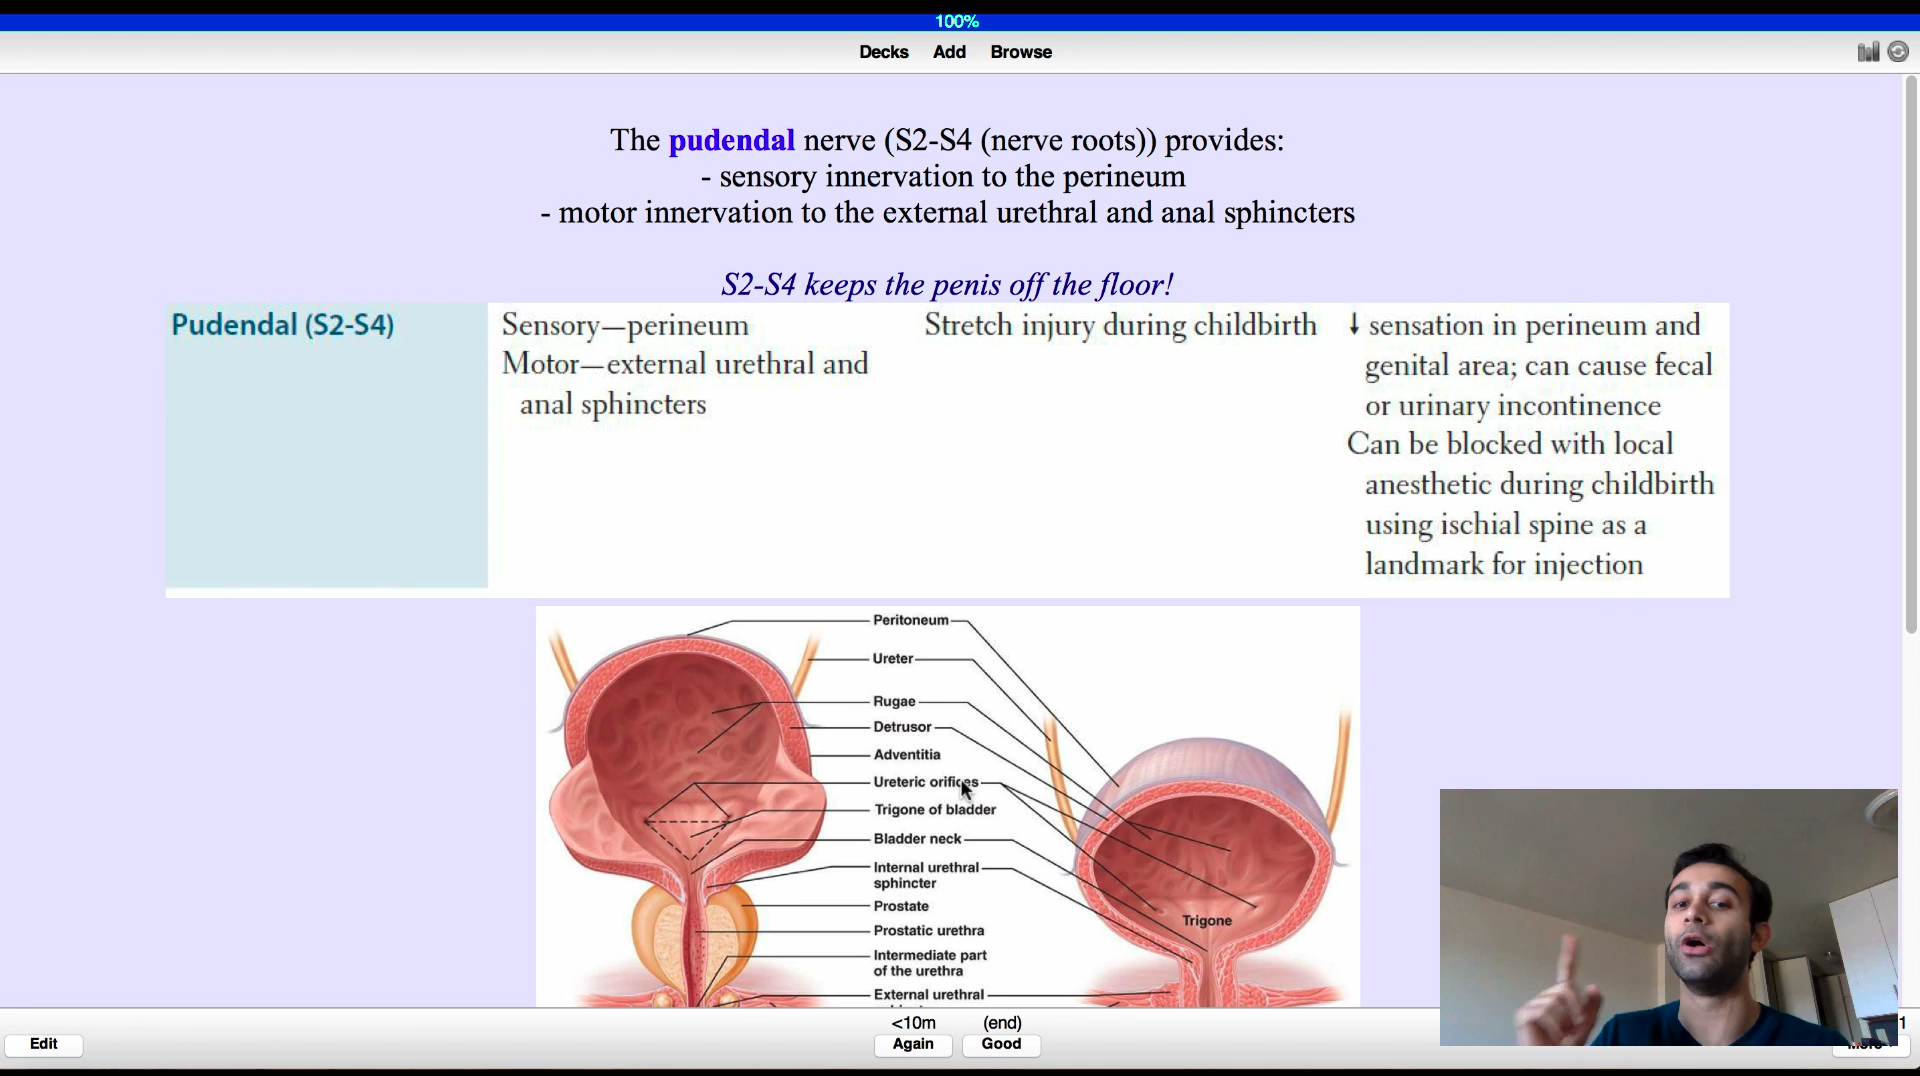 100%
Decks Add Browse
The pudendal nerve (S2-S4 (nerve roots)) provides:
- sensory innervation to the perineum
- motor innervation to the external urethral and anal sphincters
S2-S4 keeps the penis off the floor!
Pudendal (S2-S4)
Sensory—perineum
Motor—external urethral and
anal sphincters
Stretch injury during childbirth
↓ sensation in perineum and
genital area; can cause fecal
or urinary incontinence
Can be blocked with local
anesthetic during childbirth
using ischial spine as a
landmark for injection
Peritoneum
Ureter
Rugae
Detrusor
Adventitia
Ureteric orifices
Trigone of bladder
Bladder neck
Internal urethral
sphincter
Prostate
Prostatic urethra
Intermediate part
of the urethra
External urethral
Trigone
<10m (end)
Edit Again Good
1